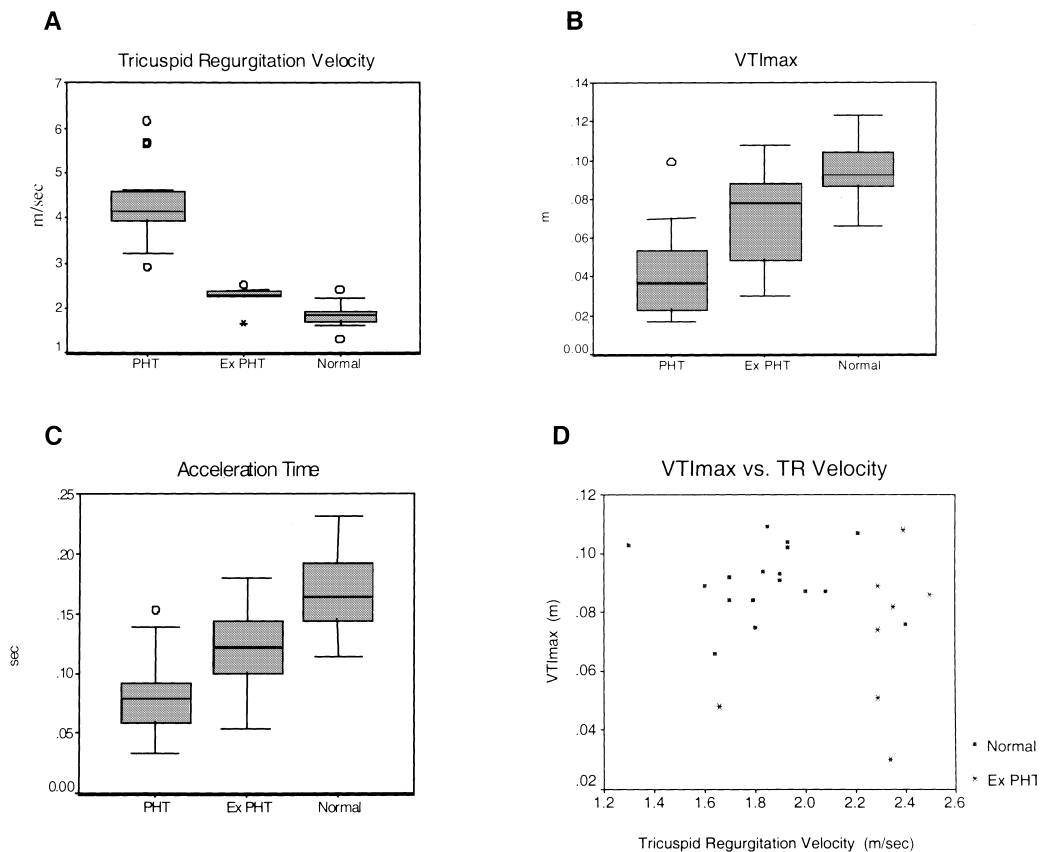 A
Tricuspid Regurgitation Velocity
7
6
5
4
3
2
1
m/sec
PHT Ex PHT Normal
B
VTImax
.14
.12
.10
.08
.06
.04
.02
0.00
m
PHT Ex PHT Normal
C
Acceleration Time
.25
.20
.15
.10
.05
0.00
sec
PHT Ex PHT Normal
D
VTImax vs. TR Velocity
.12
.10
.08
.06
.04
.02
VTImax (m)
1.2 1.4 1.6 1.8 2.0 2.2 2.4 2.6
Tricuspid Regurgitation Velocity (m/sec)
Normal
Ex PHT